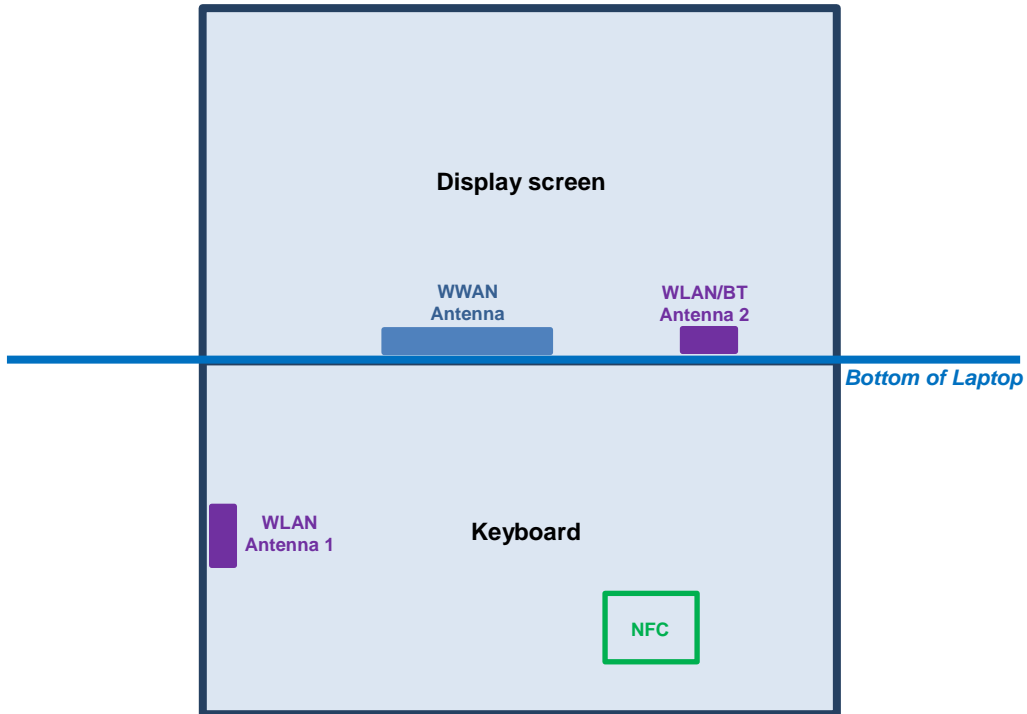 Display screen
WWAN
Antenna
WLAN/BT
Antenna 2
Bottom of Laptop
WLAN
Antenna 1
Keyboard
NFC